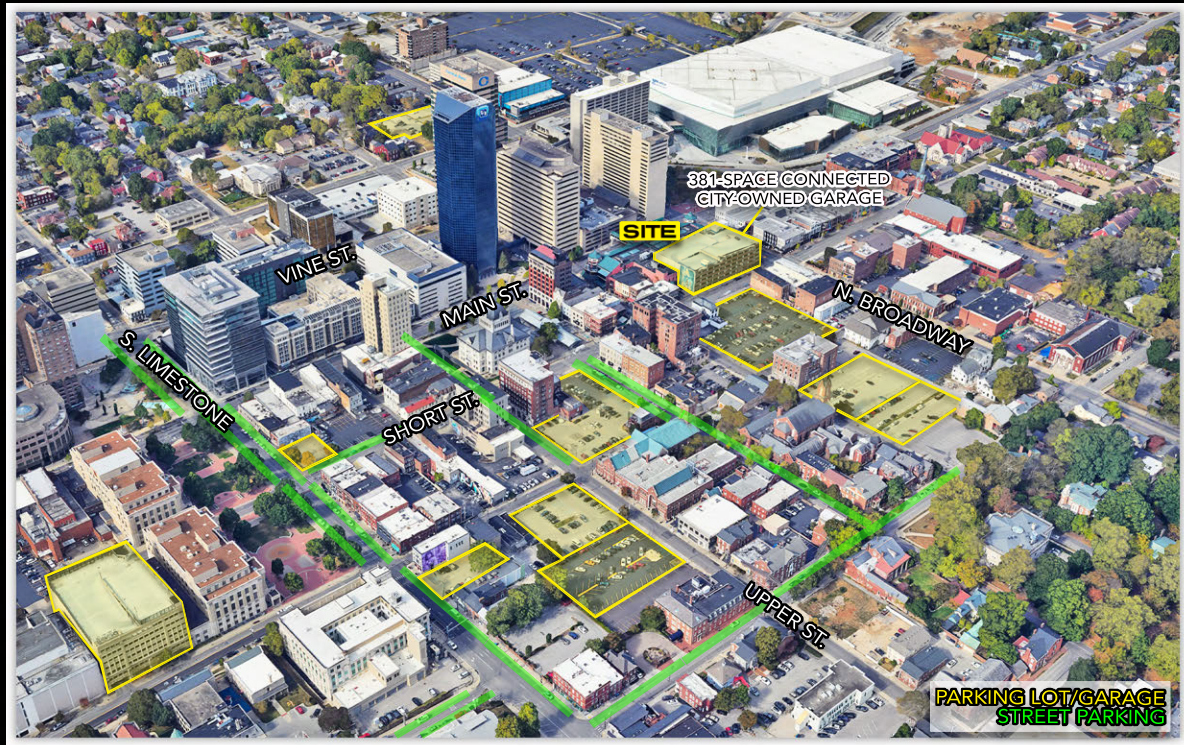 381-SPACE CONNECTED
CITY-OWNED GARAGE
SITE
VINE ST.
MAIN ST.
N. BROADWAY
S. LIMESTONE
SHORT ST.
UPPER ST.
PARKING LOT/GARAGE
STREET PARKING